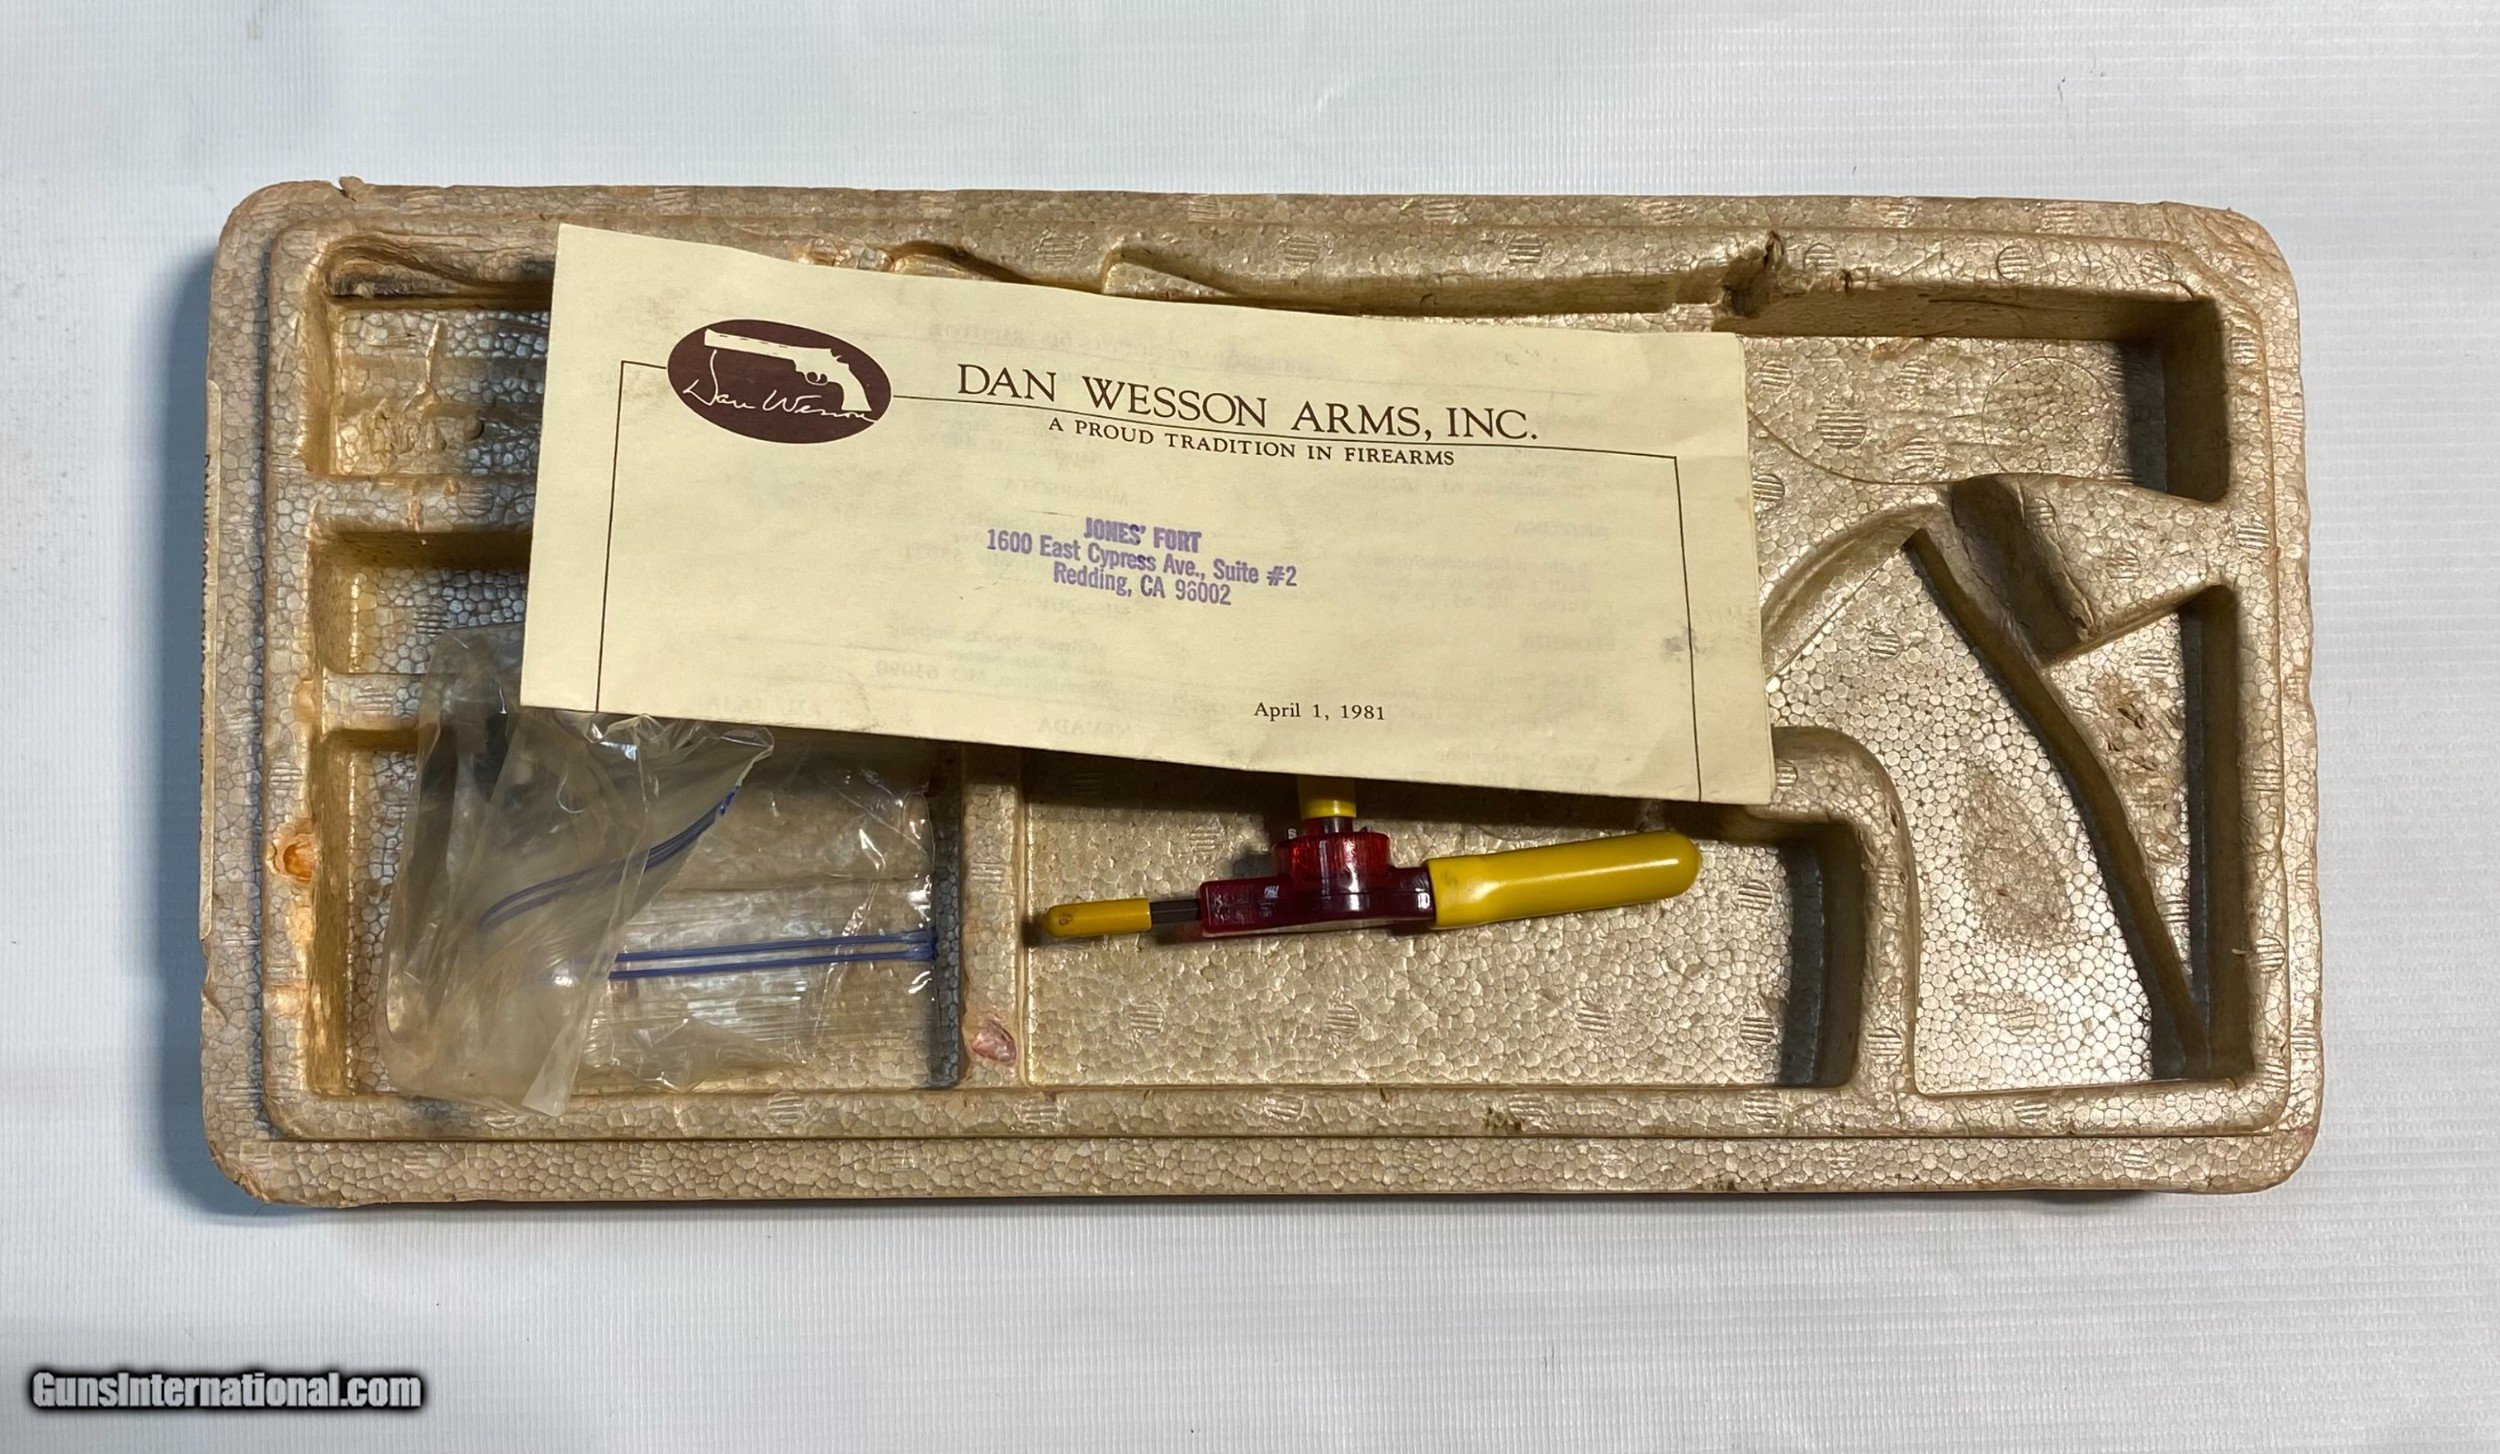 Dan Wesson
DAN WESSON ARMS, INC.
A PROUD TRADITION IN FIREARMS
JONES' FORT
1600 East Cypress Ave., Suite #2
Redding, CA 96002
April 1, 1981
GunsInternational.com